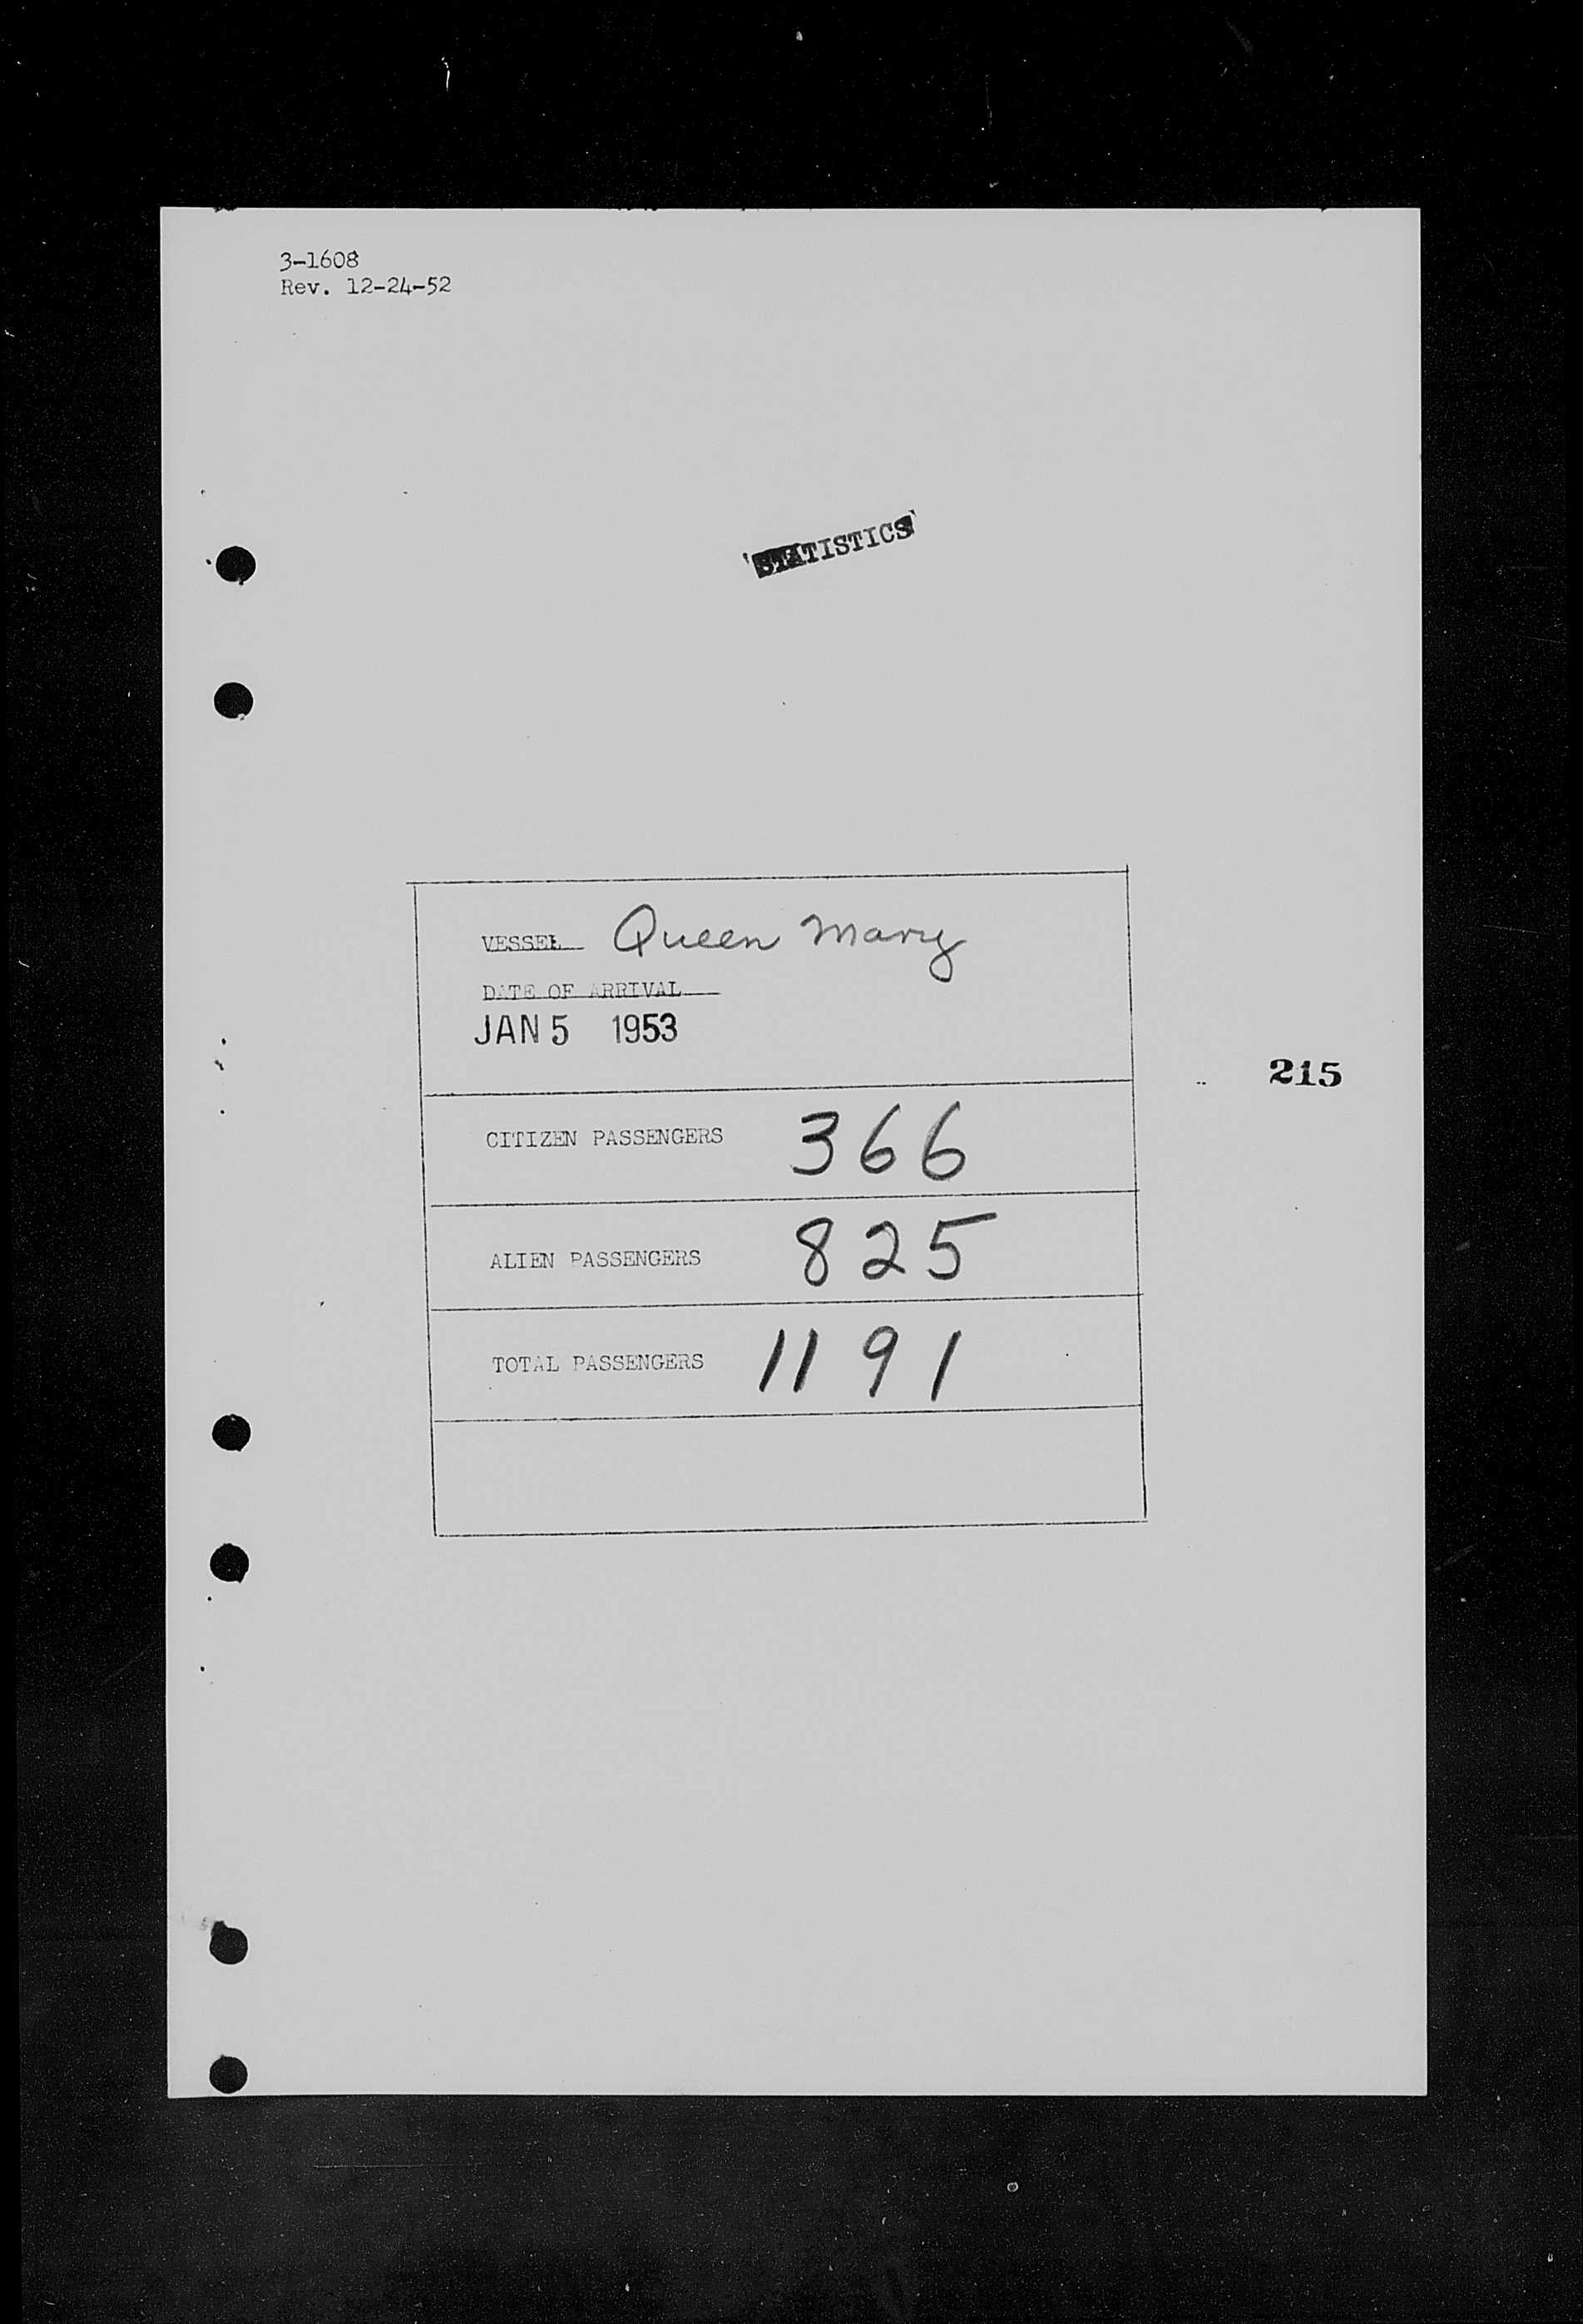 3-1608
Rev. 12-24-52
STATISTICS
VESSEL Queen Mary
DATE OF ARRIVAL
JAN 5 1953
215
CITIZEN PASSENGERS 366
ALIEN PASSENGERS 825
TOTAL PASSENGERS 1191